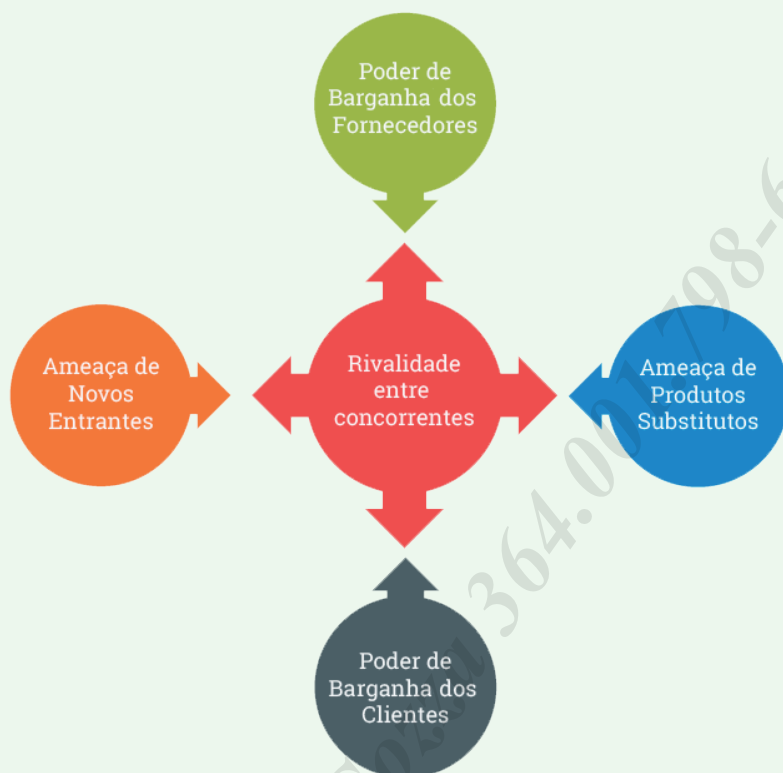 Poder de
Barganha dos
Fornecedores
Ameaça de
Novos
Entrantes
Rivalidade
entre
concorrentes
Ameaça de
Produtos
Substitutos
Poder de
Barganha dos
Clientes